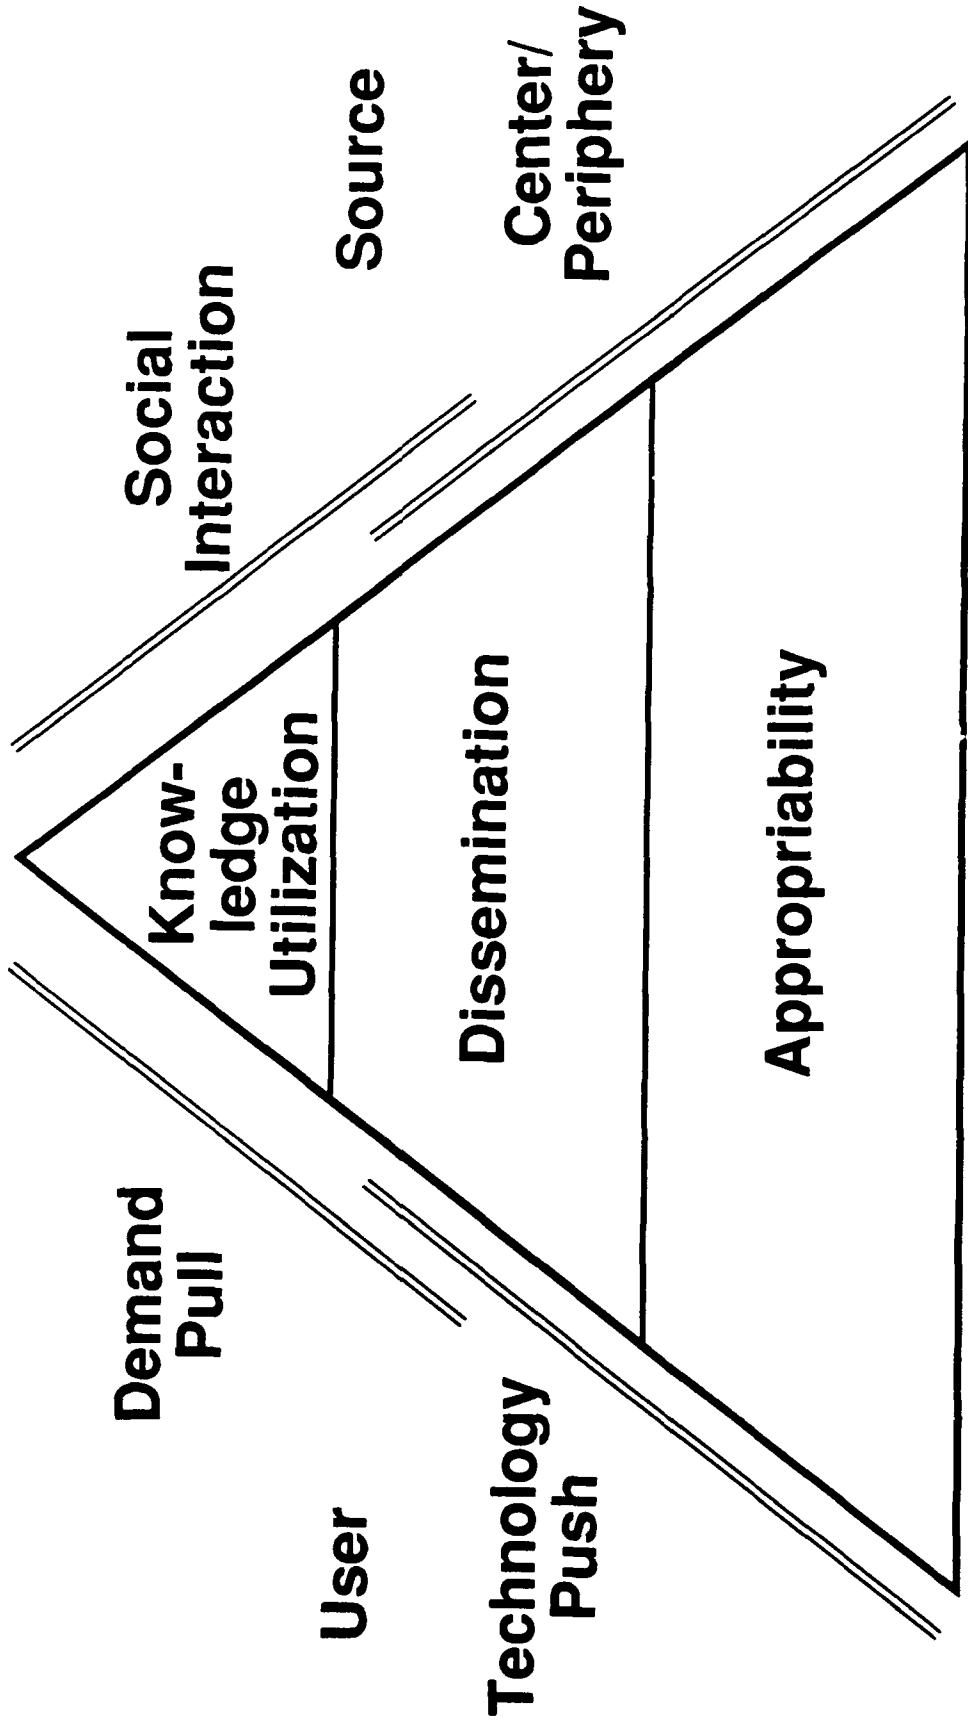 Demand
Pull
User
Technology
Push
Know-
ledge
Utilization
Dissemination
Appropriability
Social
Interaction
Source
Center/
Periphery